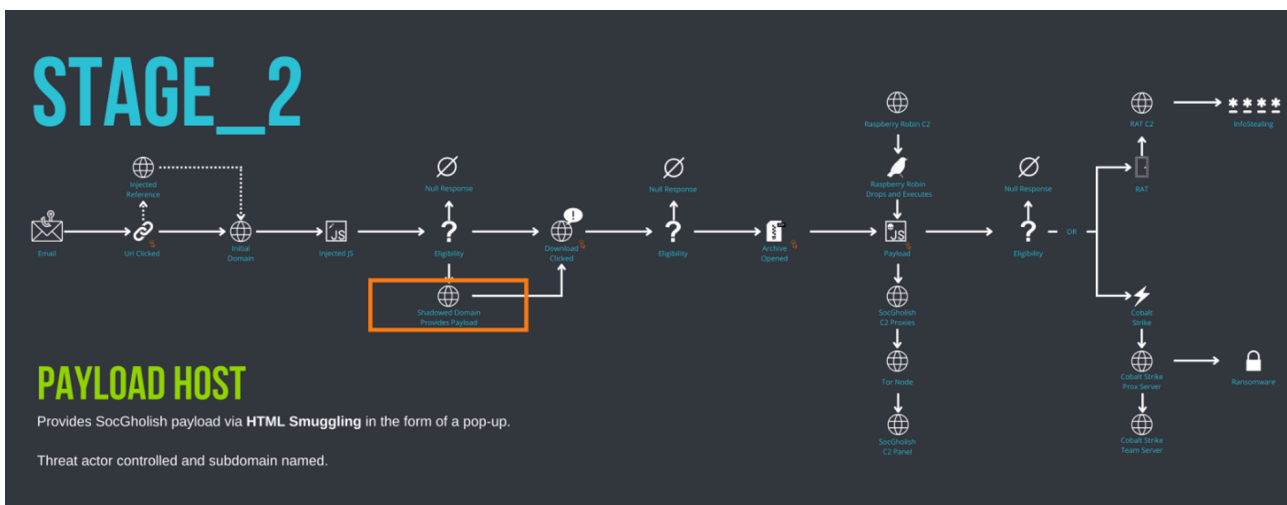 STAGE_2
Raspberry Robin C2
RAT C2
InfoStealing
Injected
Reference
Null Response
Null Response
Raspberry Robin
Drops and Executes
Null Response
RAT
Email
Url Clicked
Initial
Domain
JS
Injected JS
?
Eligibility
Download
Clicked
?
Eligibility
Archive
Opened
JS
Payload
?
Eligibility
OR
Shadowed Domain
Provides Payload
SocGholish
C2 Proxies
Cobalt
Strike
PAYLOAD HOST
Provides SocGholish payload via HTML Smuggling in the form of a pop-up.
Threat actor controlled and subdomain named.
Tor Node
Cobalt Strike
Prox Server
Ransomware
SocGholish
C2 Panel
Cobalt Strike
Team Server